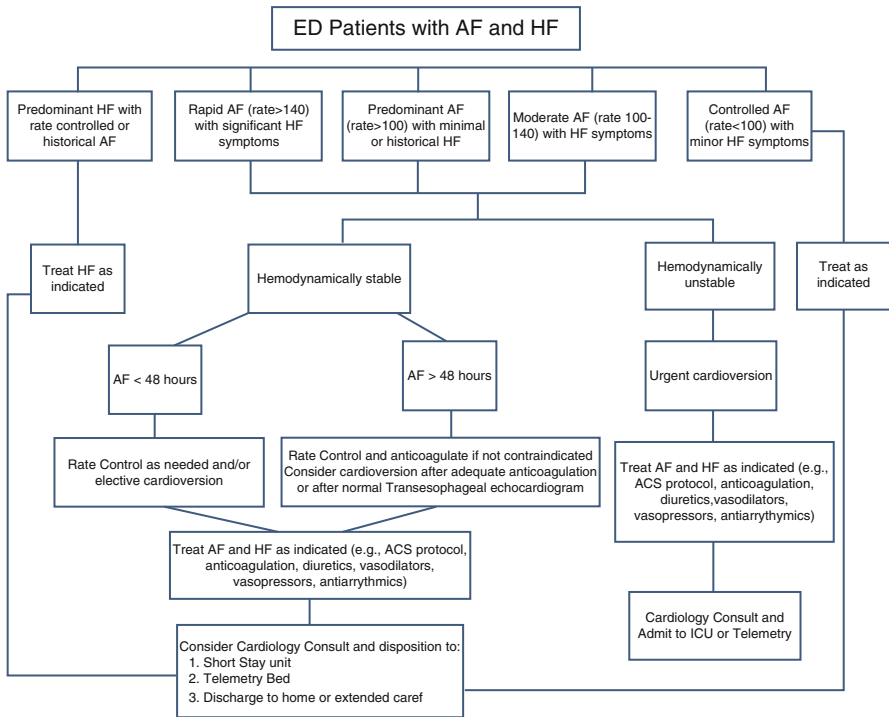 ED Patients with AF and HF
Predominant HF with
rate controlled or
historical AF
Rapid AF (rate>140)
with significant HF
symptoms
Predominant AF
(rate>100) with minimal
or historical HF
Moderate AF (rate 100-
140) with HF symptoms
Controlled AF
(rate<100) with
minor HF symptoms
Treat HF as
indicated
Hemodynamically stable
Hemodynamically
unstable
Treat as
indicated
AF < 48 hours
AF > 48 hours
Urgent cardioversion
Rate Control as needed and/or
elective cardioversion
Rate Control and anticoagulate if not contraindicated
Consider cardioversion after adequate anticoagulation
or after normal Transesophageal echocardiogram
Treat AF and HF as indicated (e.g.,
ACS protocol, anticoagulation,
diuretics,vasodilators,
vasopressors, antiarrythymics)
Treat AF and HF as indicated (e.g., ACS protocol,
anticoagulation, diuretics, vasodilators,
vasopressors, antiarrythmics)
Cardiology Consult and
Admit to ICU or Telemetry
Consider Cardiology Consult and disposition to:
1. Short Stay unit
2. Telemetry Bed
3. Discharge to home or extended caref